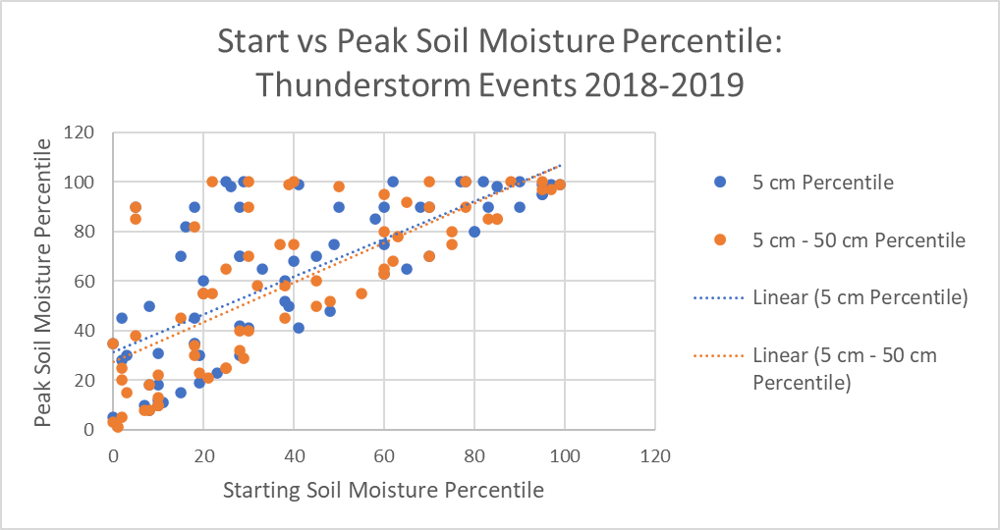 Start vs Peak Soil Moisture Percentile:
Thunderstorm Events 2018-2019
Peak Soil Moisture Percentile
120
100
80
60
40
20
0
0 20 40 60 80 100 120
Starting Soil Moisture Percentile
5 cm Percentile
5 cm - 50 cm Percentile
Linear (5 cm Percentile)
Linear (5 cm - 50 cm
Percentile)